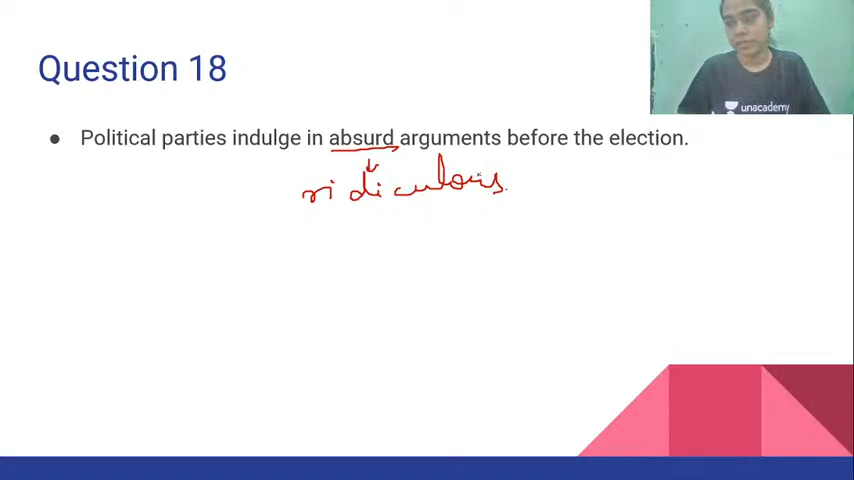 Question 18
unacademy
● Political parties indulge in absurd arguments before the election.
ridiculous.